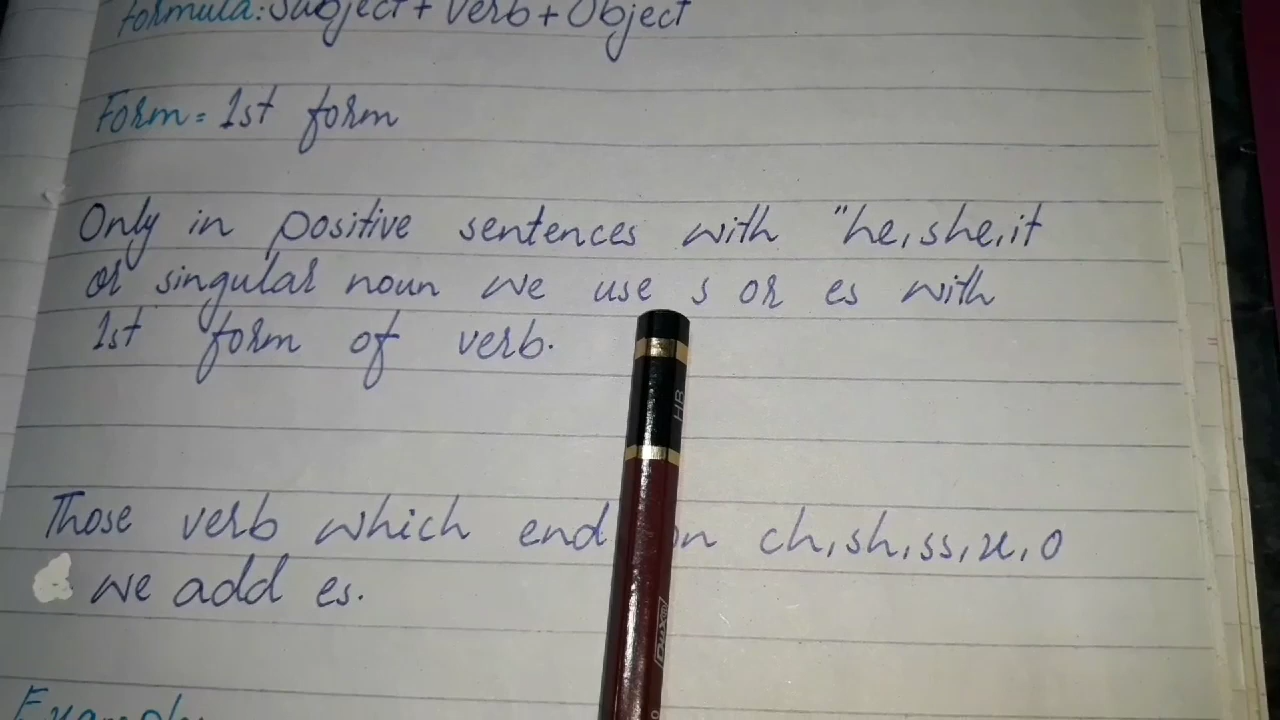 Formula: Subject + Verb + Object
Form = 1st form
Only in positive sentences with "he, she, it
or singular noun we use s or es with
1st form of verb.
Those verb which end on ch, sh, ss, x, o
we add es.
HB